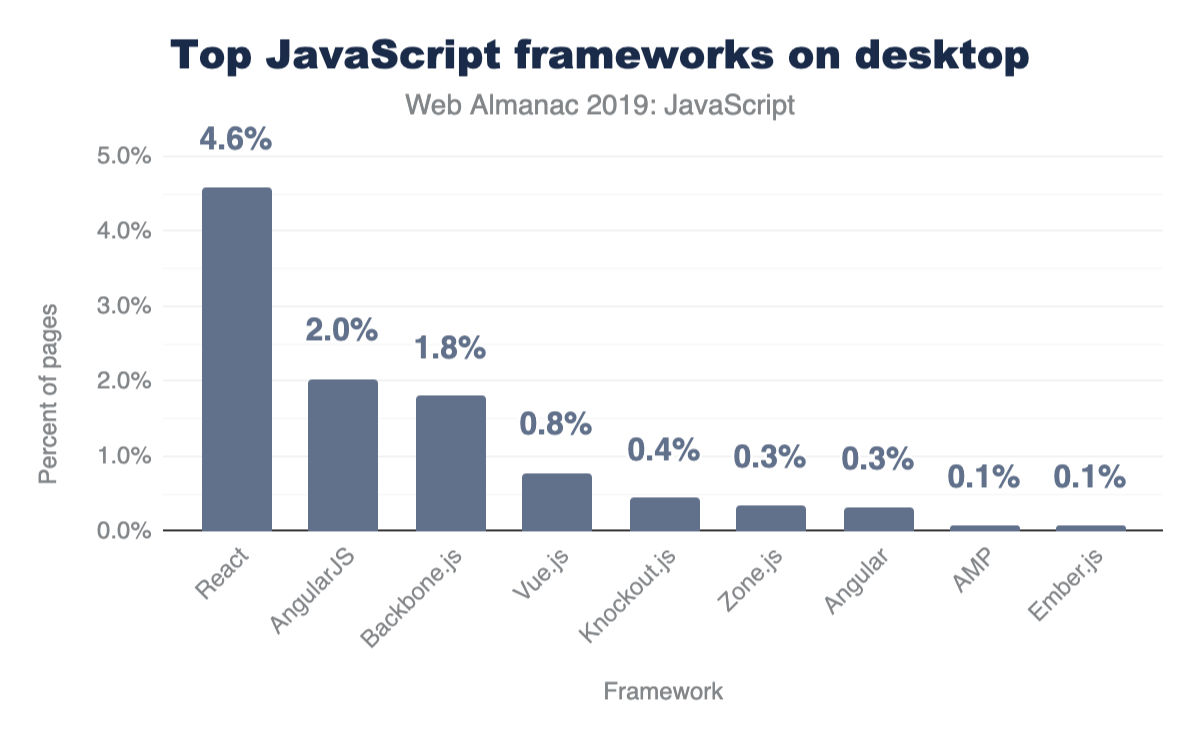 Top JavaScript frameworks on desktop
Web Almanac 2019: JavaScript
Percent of pages
5.0%
4.0%
3.0%
2.0%
1.0%
0.0%
4.6%
2.0%
1.8%
0.8%
0.4%
0.3%
0.3%
0.1%
0.1%
React
AngularJS
Backbone.js
Vue.js
Knockout.js
Zone.js
Angular
AMP
Ember.js
Framework